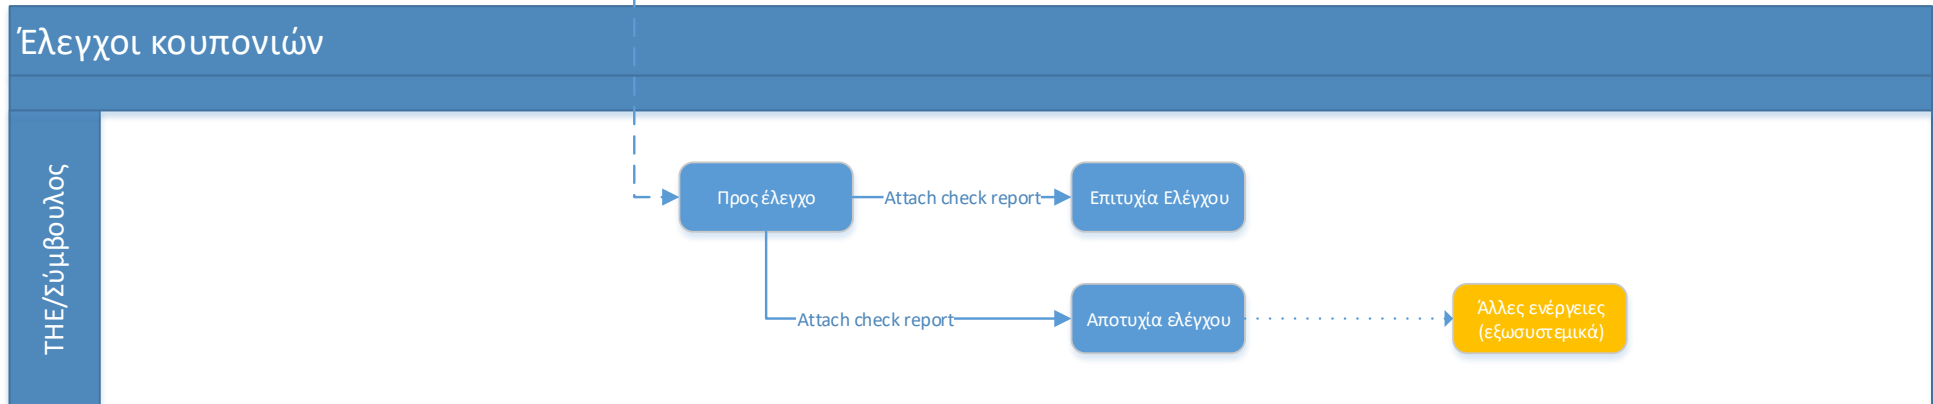 Έλεγχοι κουπονιών
ΤΗΕ/Σύμβουλος
Προς έλεγχο
Attach check report
Επιτυχία Ελέγχου
Attach check report
Αποτυχία ελέγχου
Άλλες ενέργειες
(εξωσυστεμικά)